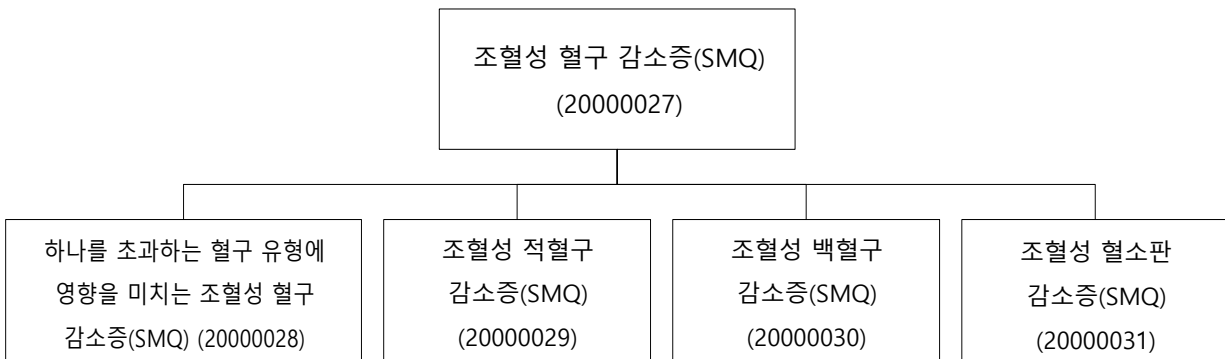 조혈성 혈구 감소증(SMQ)
(20000027)
하나를 초과하는 혈구 유형에
영향을 미치는 조혈성 혈구
감소증(SMQ) (20000028)
조혈성 적혈구
감소증(SMQ)
(20000029)
조혈성 백혈구
감소증(SMQ)
(20000030)
조혈성 혈소판
감소증(SMQ)
(20000031)